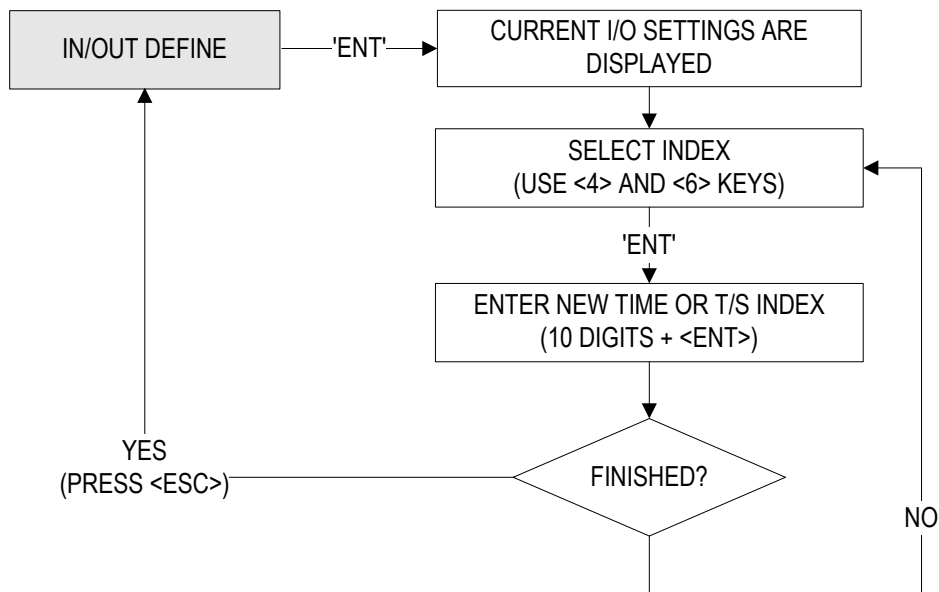 IN/OUT DEFINE
'ENT'
CURRENT I/O SETTINGS ARE
DISPLAYED
SELECT INDEX
(USE <4> AND <6> KEYS)
'ENT'
ENTER NEW TIME OR T/S INDEX
(10 DIGITS + <ENT>)
FINISHED?
YES
(PRESS <ESC>)
NO